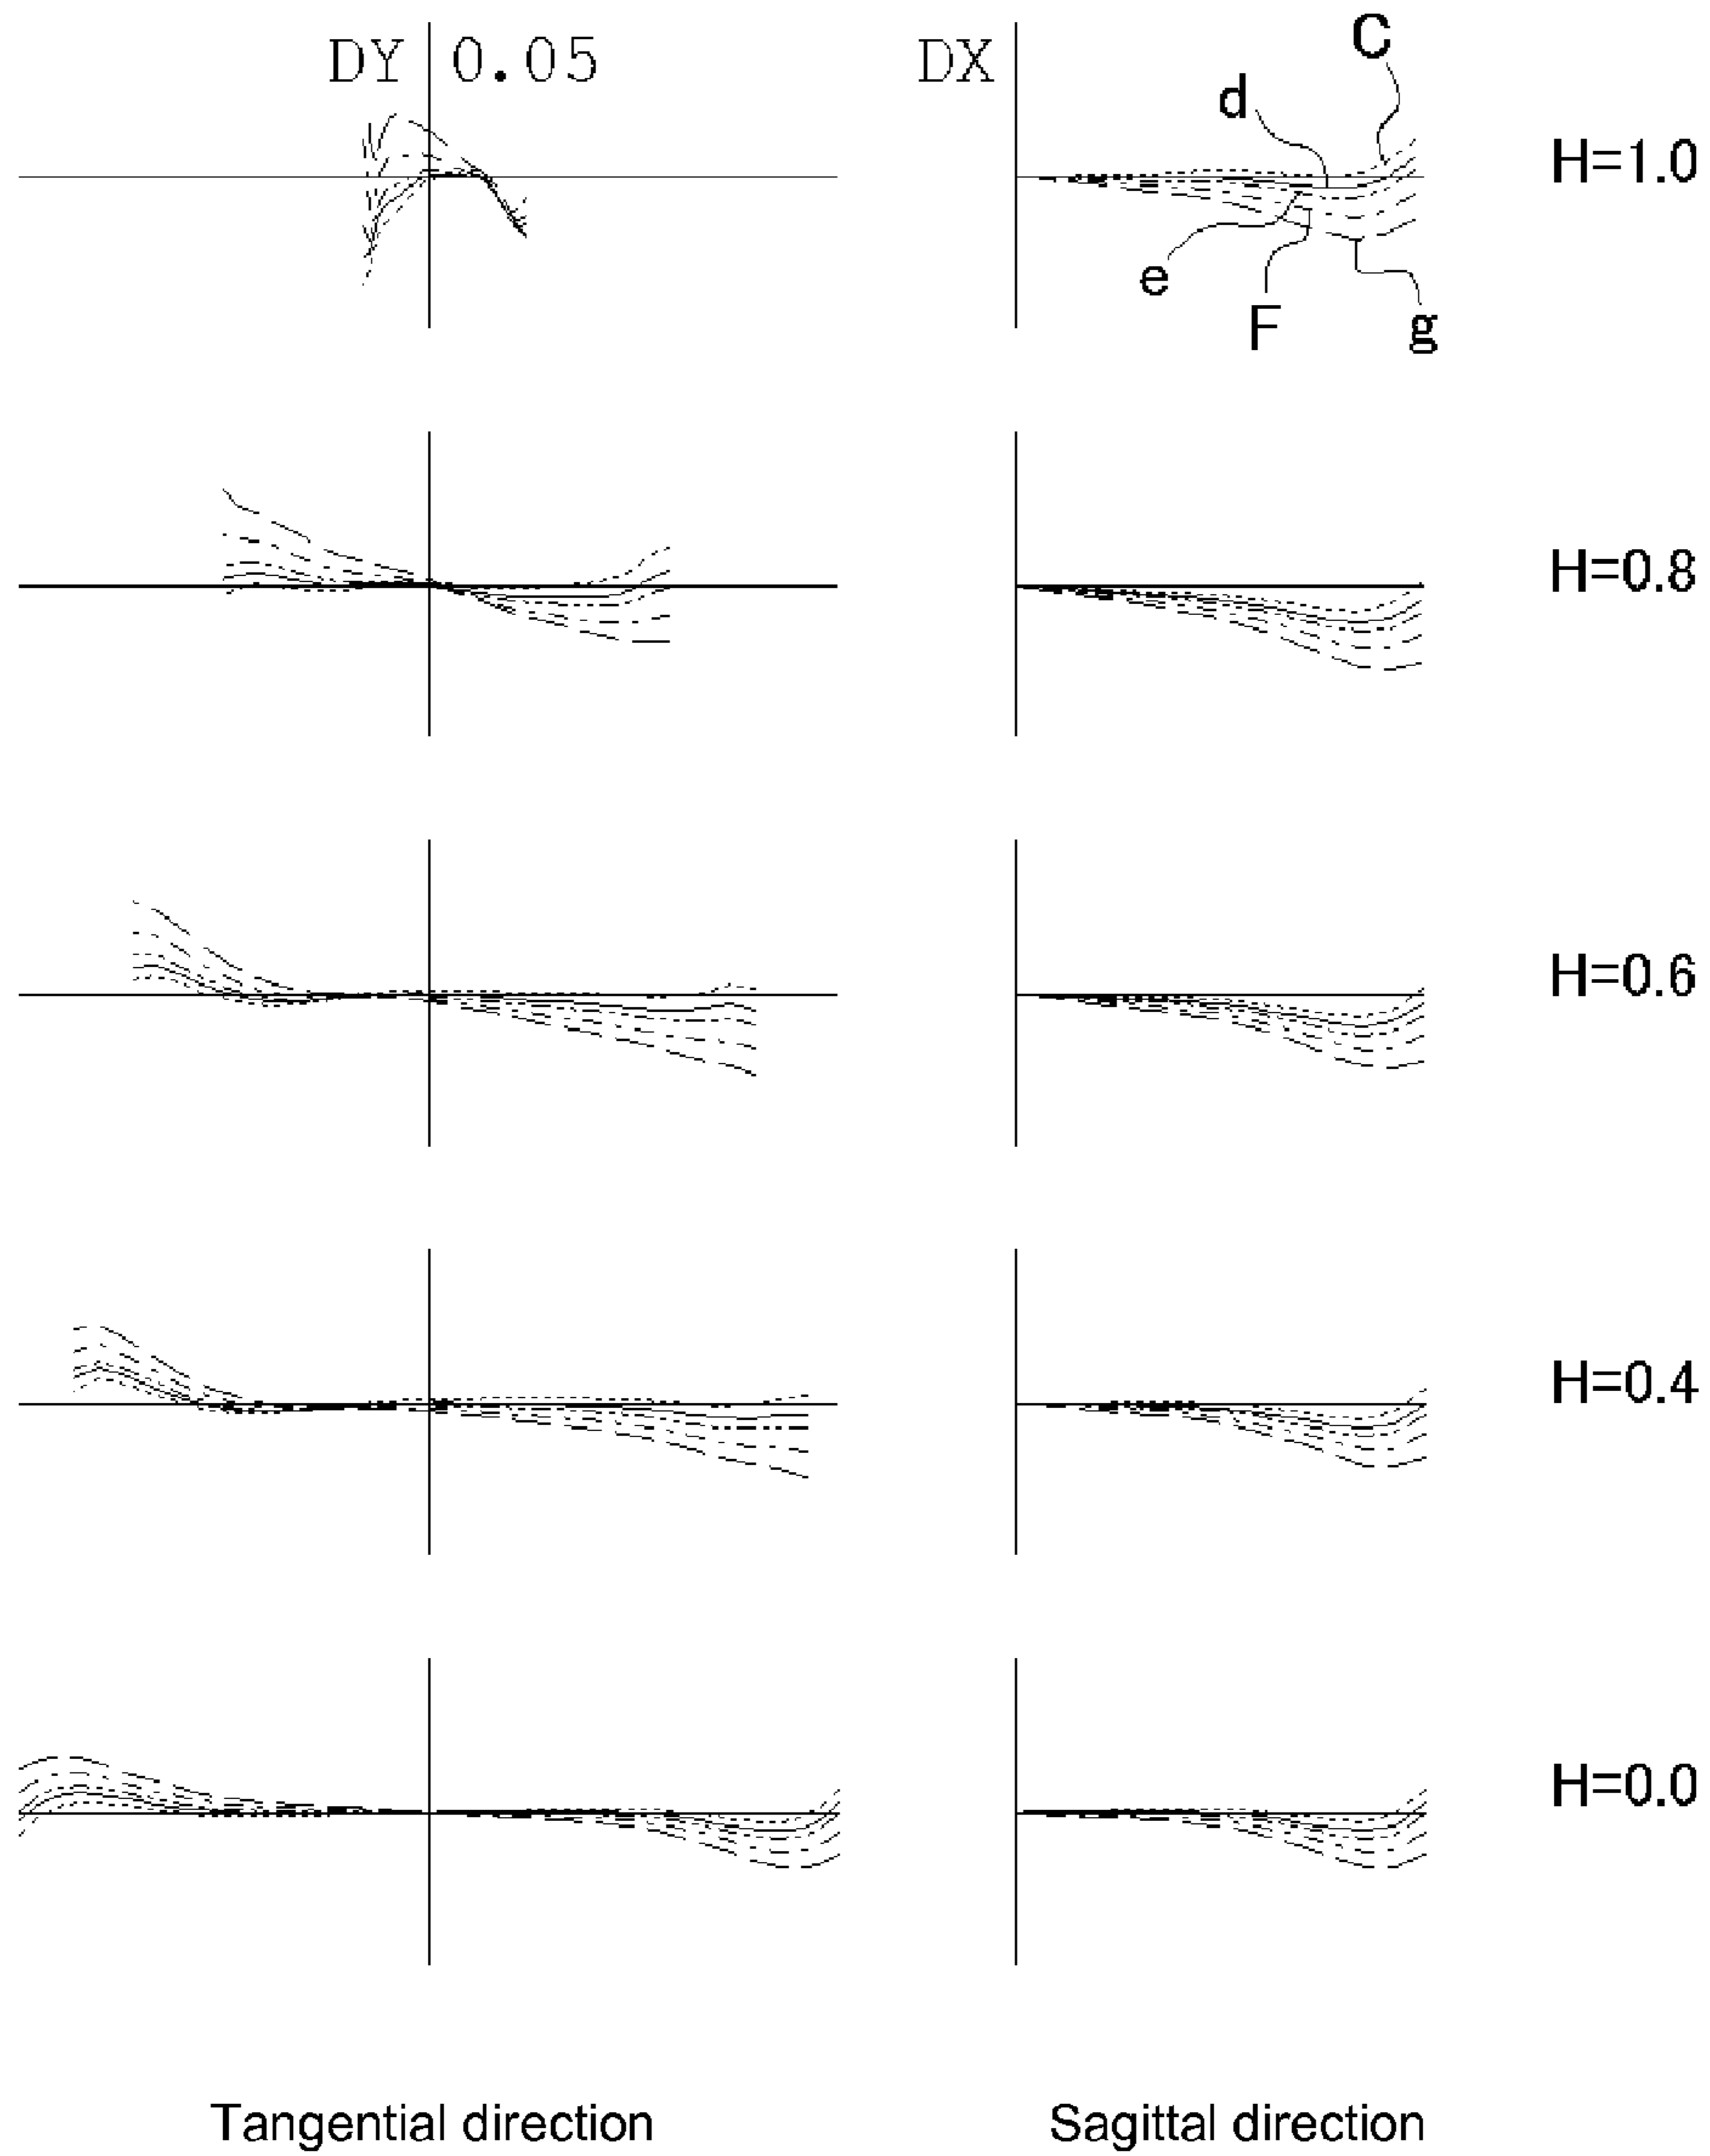 DY 0.05 DX C
d
H=1.0
e
F
g
H=0.8
H=0.6
H=0.4
H=0.0
Tangential direction Sagittal direction